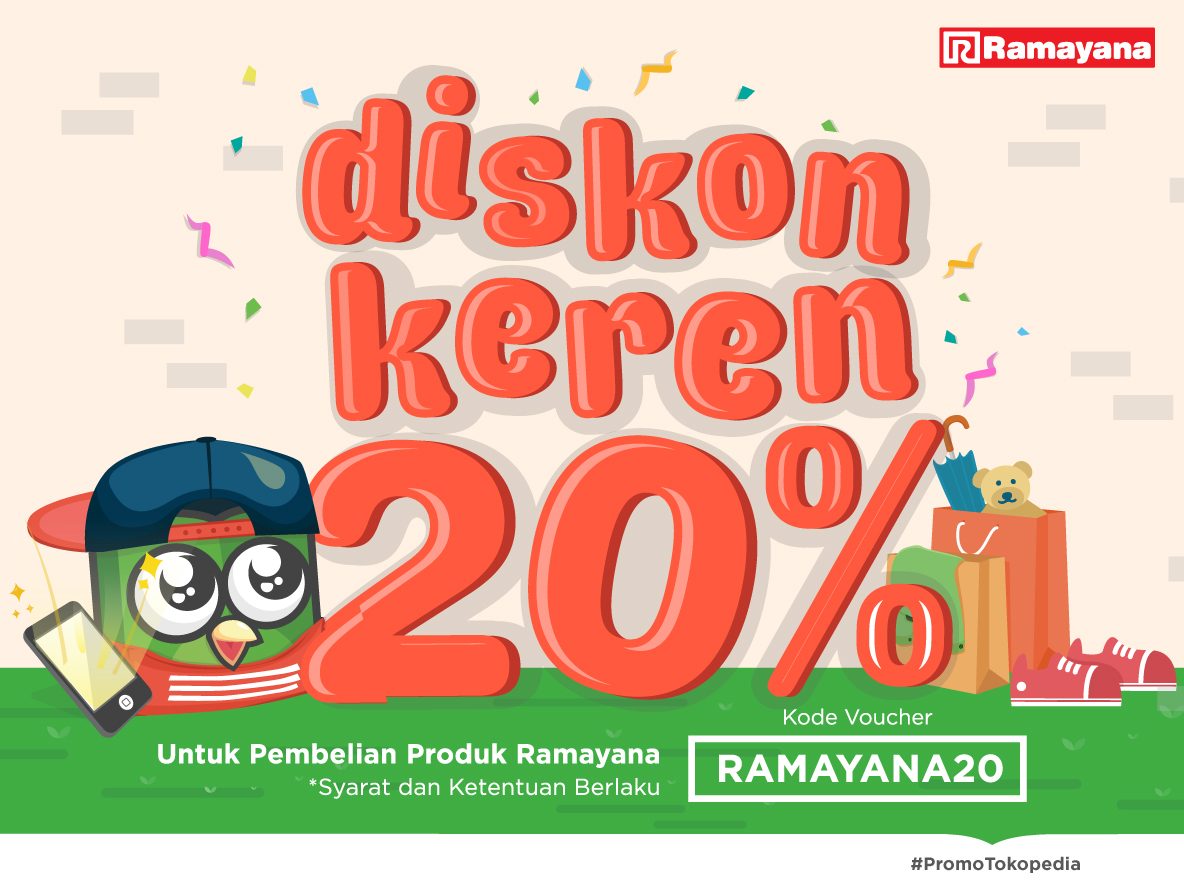 Ramayana
diskon
keren
20%
Kode Voucher
Untuk Pembelian Produk Ramayana
RAMAYANA20
*Syarat dan Ketentuan Berlaku
#PromoTokopedia